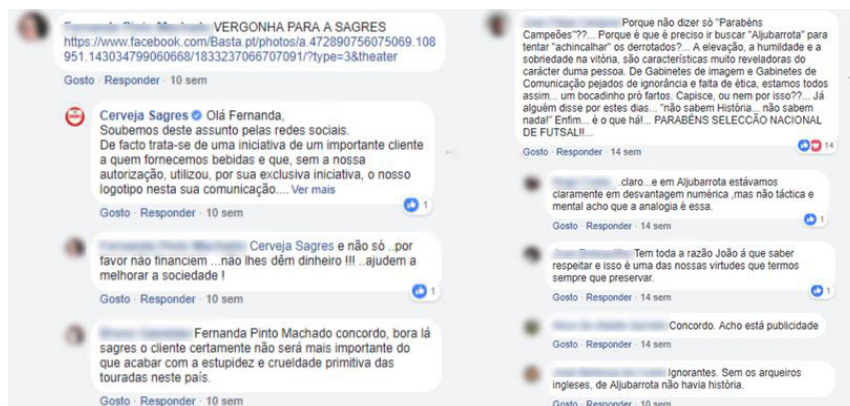 VERGONHA PARA A SAGRES
https://www.facebook.com/Basta.pt/photos/a.472890756075069.108
951.143034799060668/1833237066707091/?type=3&theater
Gosto · Responder · 10 sem
Cerveja Sagres Olá Fernanda,
Soubemos deste assunto pelas redes sociais.
De facto trata-se de uma iniciativa de um importante cliente
a quem fornecemos bebidas e que, sem a nossa
autorização, utilizou, por sua exclusiva iniciativa, o nosso
logotipo nesta sua comunicação.... Ver mais
1
Gosto · Responder · 10 sem
Cerveja Sagres e não só ..por
favor não financiem ...não lhes dêm dinheiro !!! ..ajudem a
melhorar a sociedade !
1
Gosto · Responder · 10 sem
Fernanda Pinto Machado concordo, bora lá
sagres o cliente certamente não será mais importante do
que acabar com a estupidez e crueldade primitiva das
touradas neste país.
Gosto · Responder · 10 sem
Porque não dizer só "Parabéns
Campeões"??... Porque é que é preciso ir buscar "Aljubarrota" para
tentar "achincalhar" os derrotados?... A elevação, a humildade e a
sobriedade na vitória, são características muito reveladoras do
carácter duma pessoa. De Gabinetes de imagem e Gabinetes de
Comunicação pejados de ignorância e falta de ética, estamos todos
assim... um bocadinho pró fartos. Capisce, ou nem por isso??... Já
alguém disse por estes dias... "não sabem História... não sabem
nada!" Enfim... é o que há!... PARABÉNS SELECÇÃO NACIONAL
DE FUTSAL!!...
14
Gosto · Responder · 14 sem
.claro...e em Aljubarrota estávamos
claramente em desvantagem numérica ,mas não táctica e
mental acho que a analogia é essa.
1
Gosto · Responder · 14 sem
Tem toda a razão João á que saber
respeitar e isso é uma das nossas virtudes que termos
sempre que preservar.
1
Gosto · Responder · 14 sem
Concordo. Acho está publicidade
Gosto · Responder · 14 sem
Ignorantes. Sem os arqueiros
ingleses, de Aljubarrota não havia história.
Gosto · Responder · 10 sem